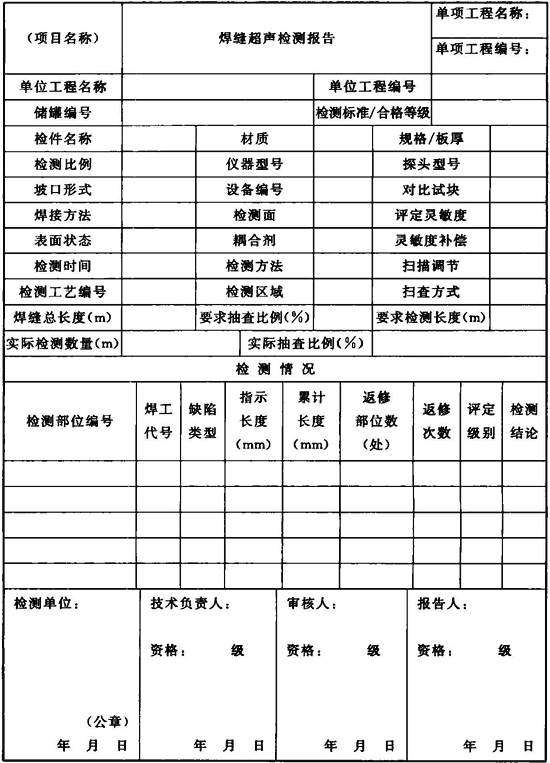 （项目名称） 焊缝超声检测报告 单项工程名称：
单项工程编号：
单位工程名称 单位工程编号
储罐编号 检测标准/合格等级
检件名称 材质 规格/板厚
检测比例 仪器型号 探头型号
坡口形式 设备编号 对比试块
焊接方法 检测面 评定灵敏度
表面状态 耦合剂 灵敏度补偿
检测时间 检测方法 扫描调节
检测工艺编号 检测区域 扫查方式
焊缝总长度(m) 要求抽查比例(%) 要求检测长度(m)
实际检测数量(m) 实际抽查比例(%)
检测情况
检测部位编号
焊工
代号
缺陷
类型
指示
长度
(mm)
累计
长度
(mm)
返修
部位数
(处)
返修
次数
评定
级别
检测
结论
检测单位： 技术负责人： 审核人： 报告人：
资格： 级 资格： 级 资格： 级
(公章)
年 月 日 年 月 日 年 月 日 年 月 日